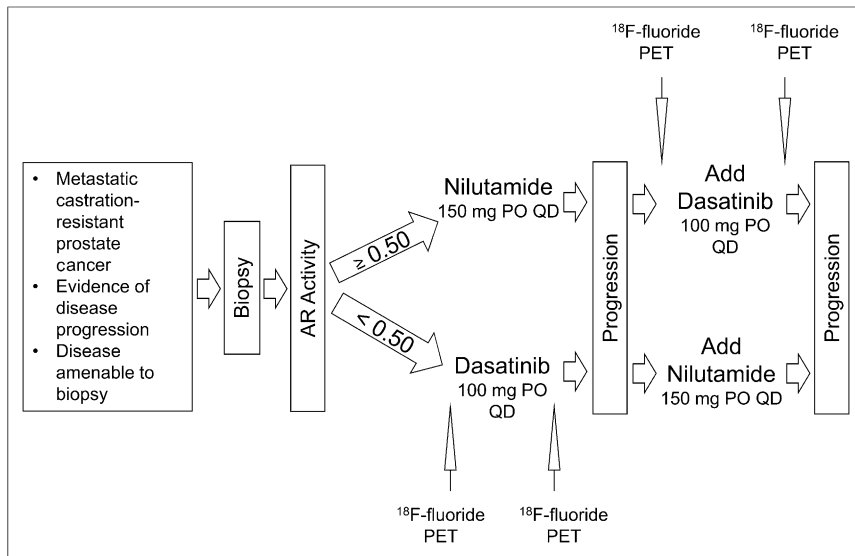 • Metastatic
castration-
resistant
prostate
cancer
• Evidence of
disease
progression
• Disease
amenable to
biopsy
Biopsy
AR Activity
≥ 0.50
< 0.50
Nilutamide
150 mg PO QD
Dasatinib
100 mg PO
QD
¹⁸F-fluoride
PET
¹⁸F-fluoride
PET
Progression
¹⁸F-fluoride
PET
¹⁸F-fluoride
PET
Add
Dasatinib
100 mg PO
QD
Add
Nilutamide
150 mg PO QD
Progression